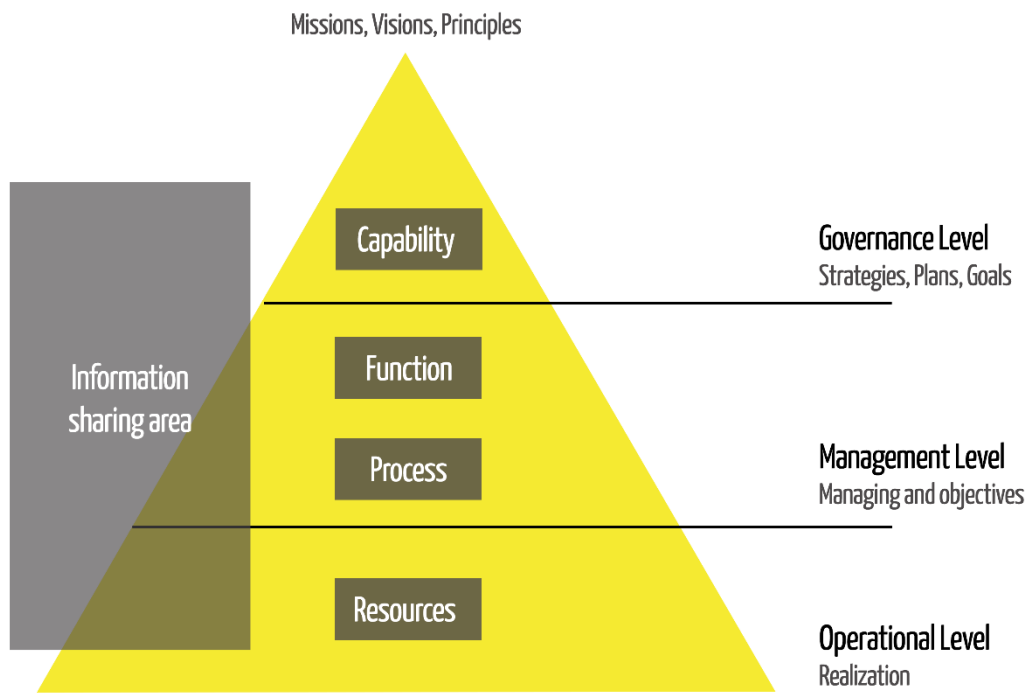 Missions, Visions, Principles
Capability
Governance Level
Strategies, Plans, Goals
Function
Information
sharing area
Process
Management Level
Managing and objectives
Resources
Operational Level
Realization